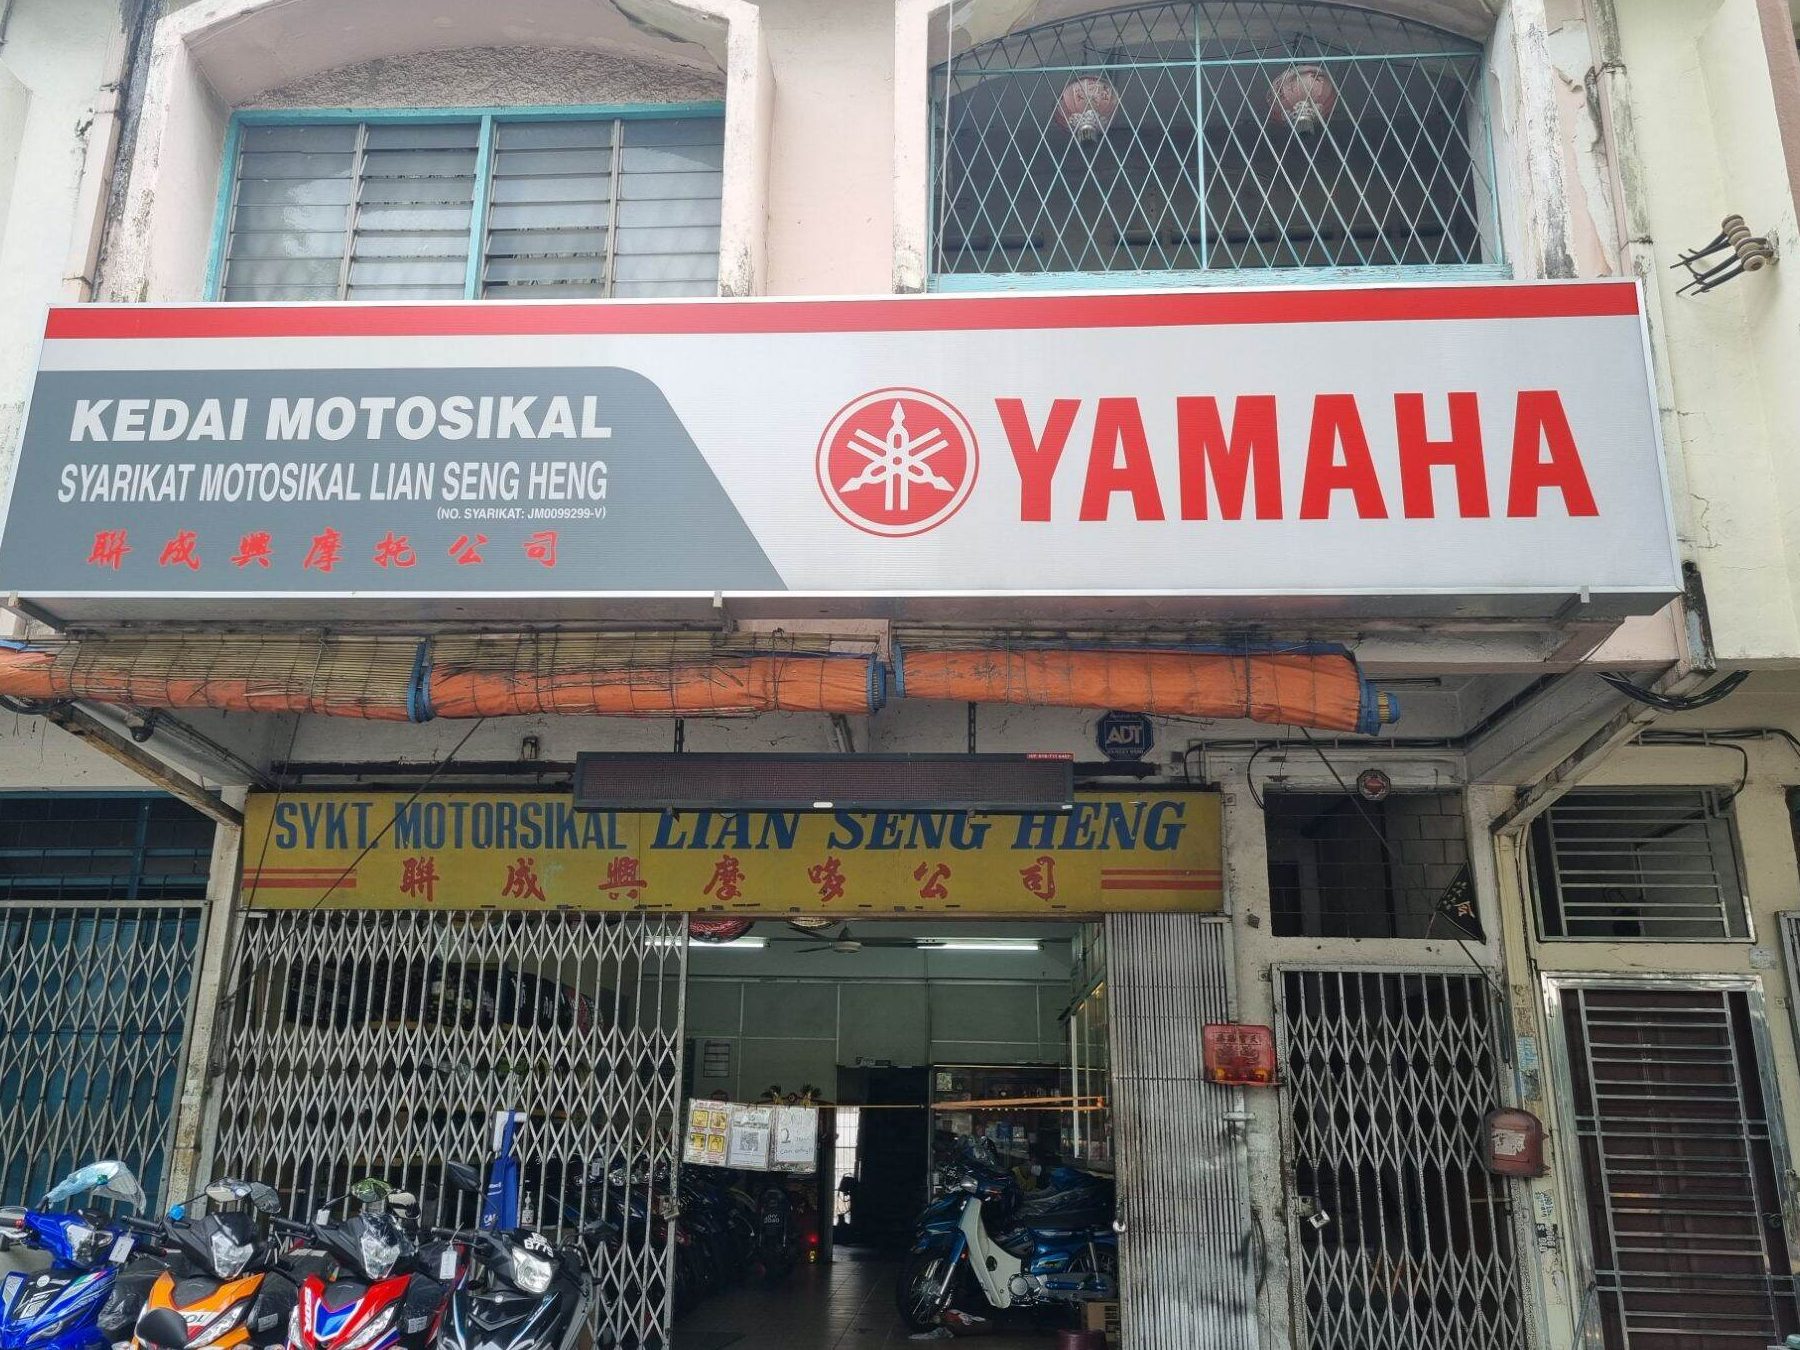 KEDAI MOTOSIKAL
SYARIKAT MOTOSIKAL LIAN SENG HENG
(NO. SYARIKAT: JM0099299-V)
聯成興摩托公司
YAMAHA
ADT
SYKT. MOTORSIKAL LIAN SENG HENG
聯成興摩哆公司